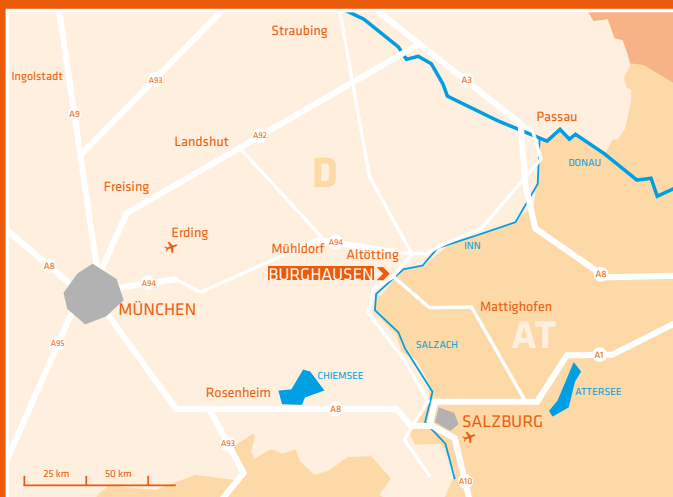 Straubing
Ingolstadt
A93
A3
A9
Passau
A92
Landshut
DONAU
D
Freising
Erding
INN
Mühldorf
A94
Altötting
A8
BURGHAUSEN
A8
A94
MÜNCHEN
Mattighofen
AT
A95
SALZACH
A1
CHIEMSEE
Rosenheim
ATTERSEE
A8
SALZBURG
A93
25 km
50 km
A10